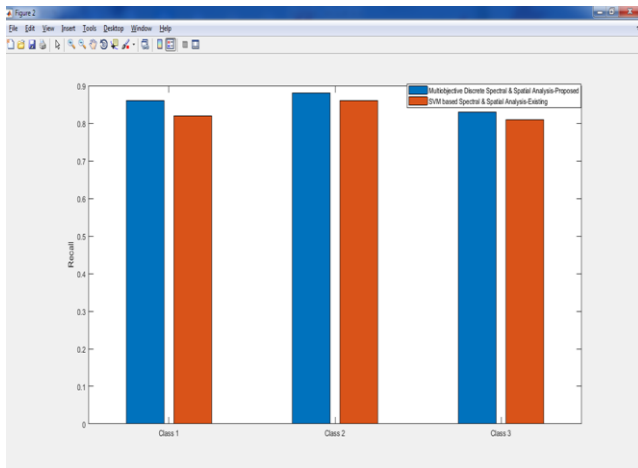 Figure 2
File Edit View Insert Tools Desktop Window Help
0.9
0.8
0.7
0.6
0.5
0.4
0.3
0.2
0.1
0
Recall
Multiobjective Discrete Spectral & Spatial Analysis-Proposed
SVM based Spectral & Spatial Analysis-Existing
Class 1 Class 2 Class 3